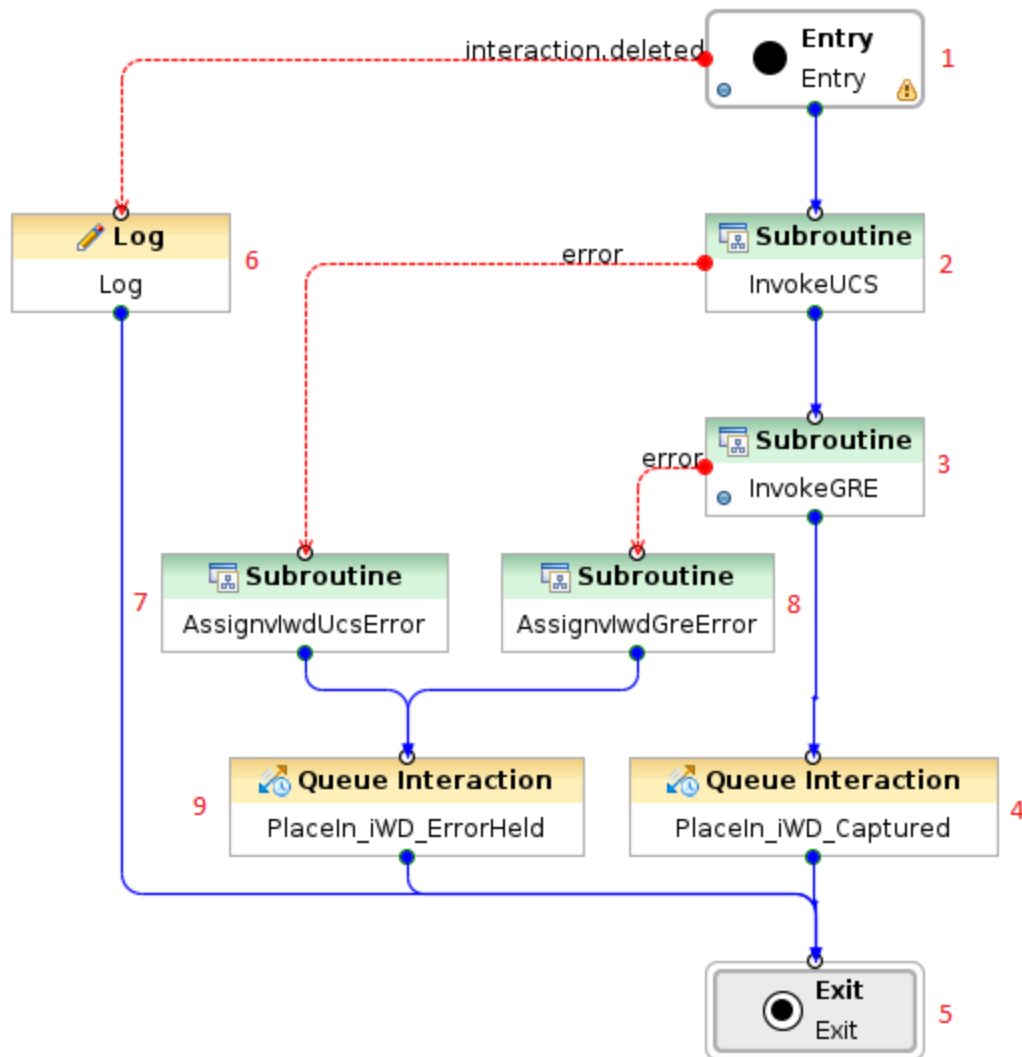 Entry
Entry
1
interaction.deleted
Log
Log
6
error
Subroutine
InvokeUCS
2
error
Subroutine
InvokeGRE
3
7
Subroutine
AssignvIwdUcsError
Subroutine
AssignvIwdGreError
8
9
Queue Interaction
PlaceIn_iWD_ErrorHeld
Queue Interaction
PlaceIn_iWD_Captured
4
Exit
Exit
5